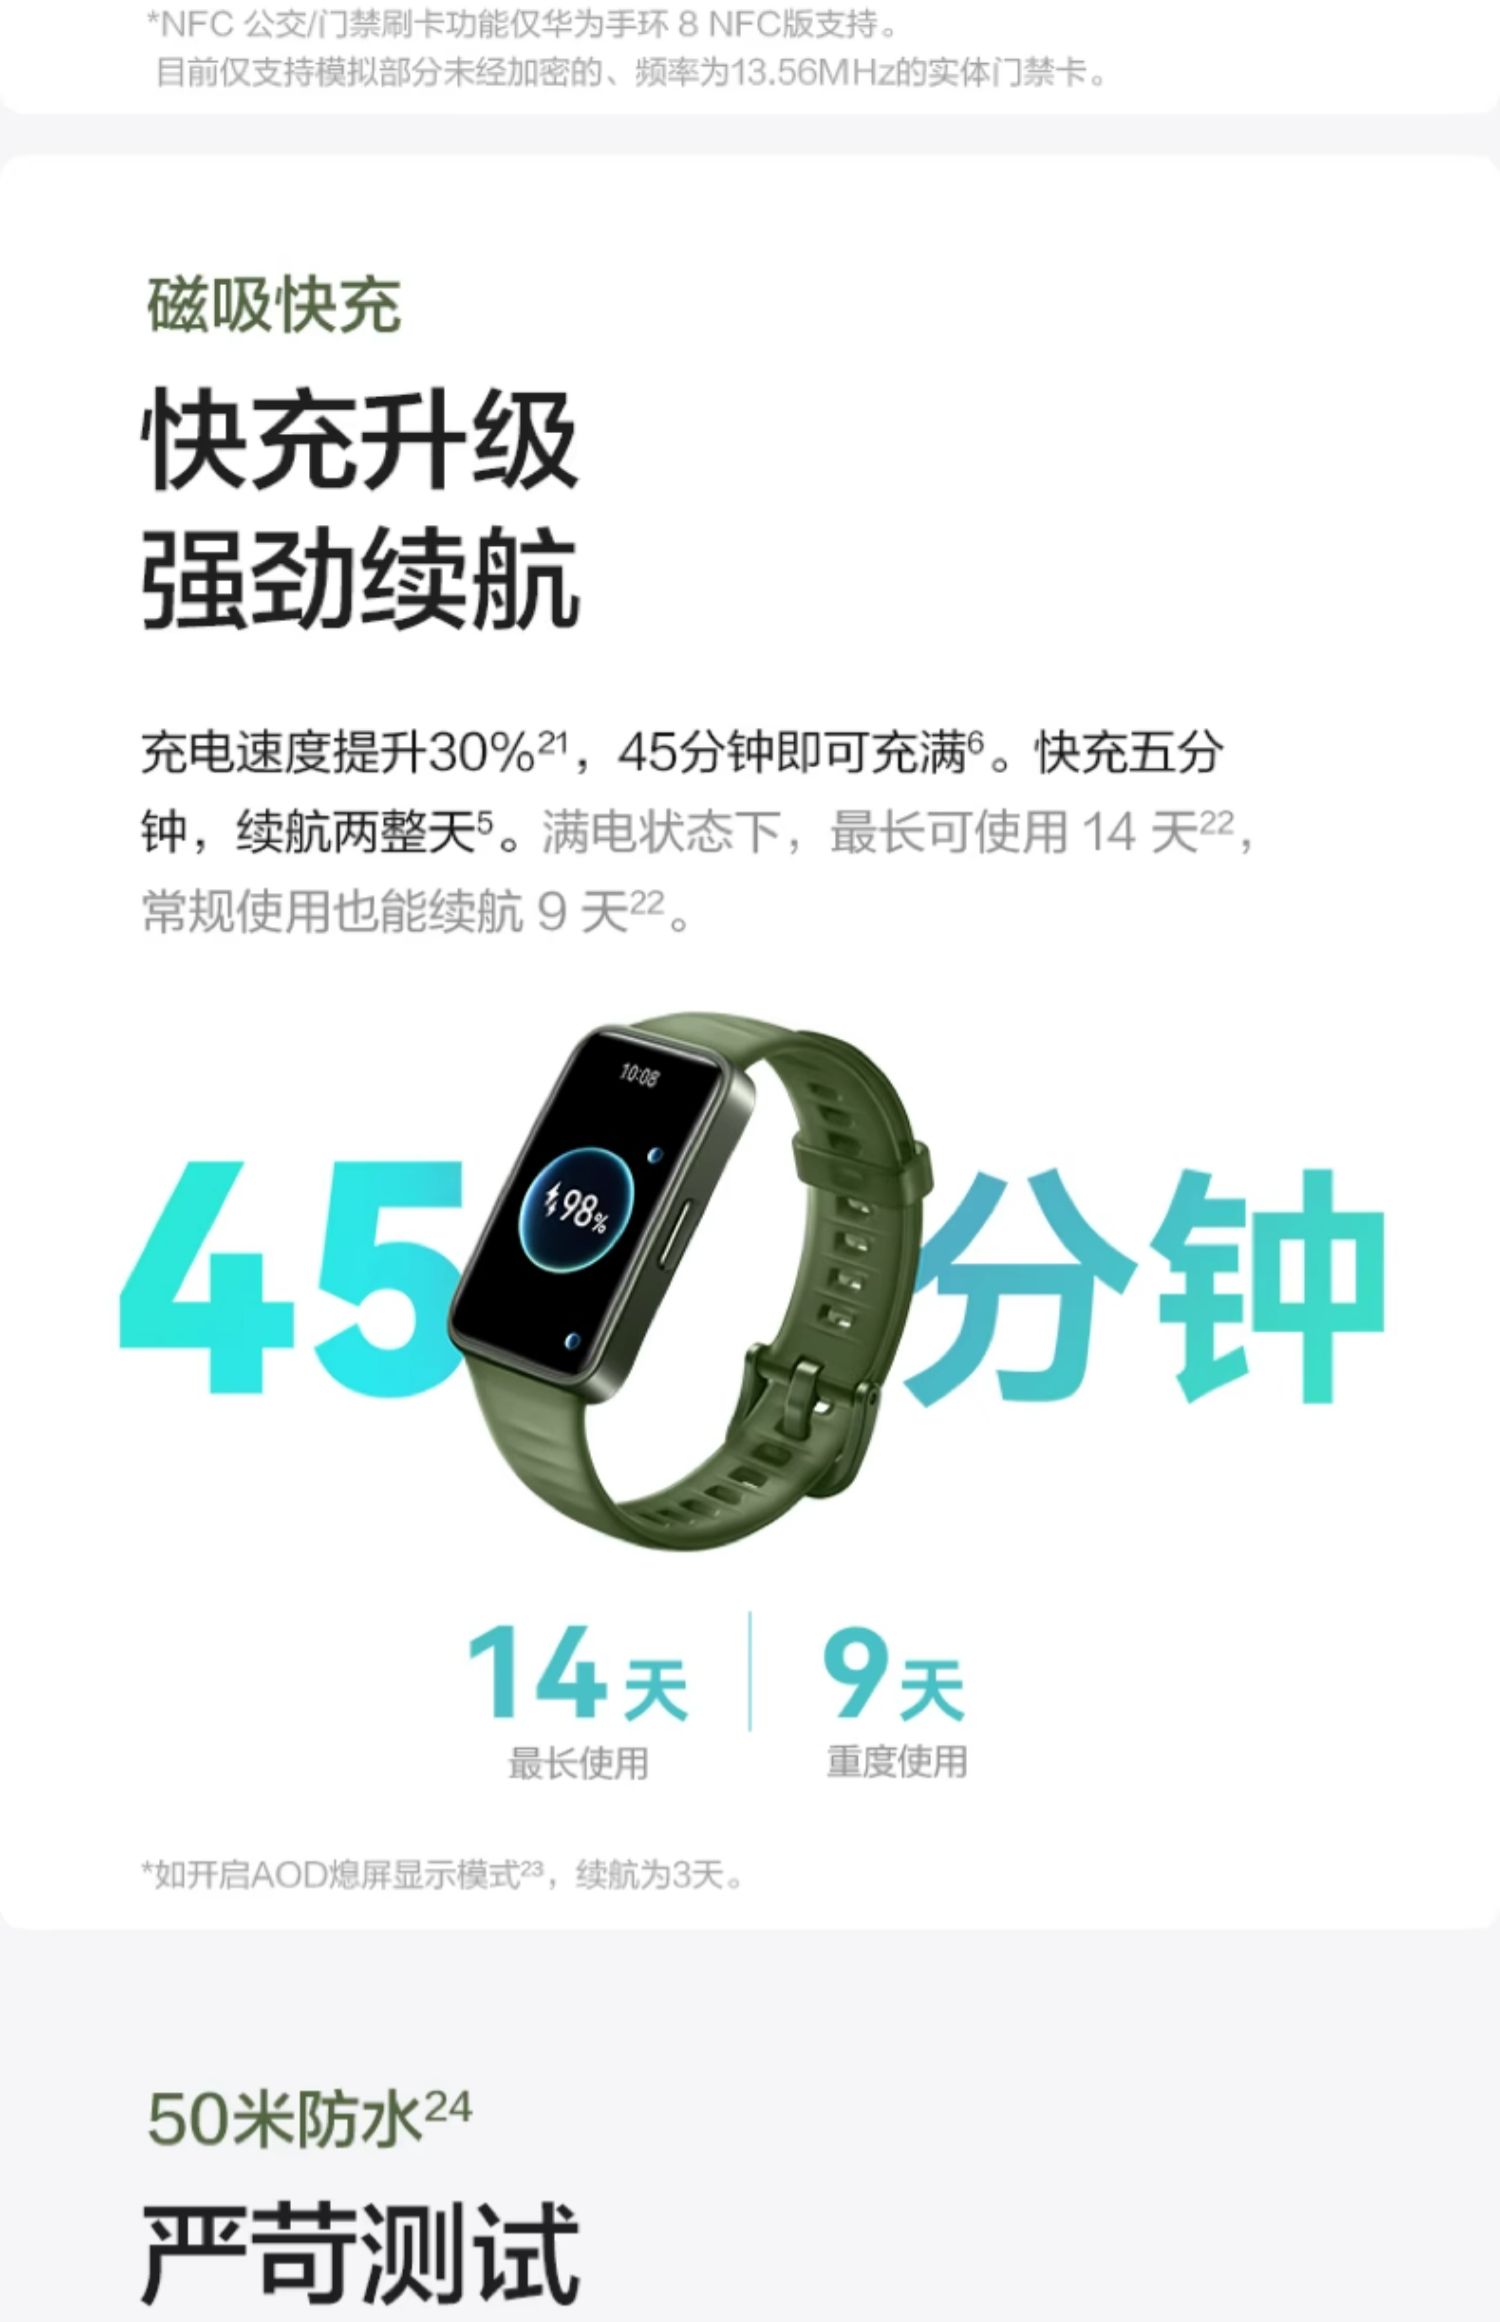 *NFC 公交/门禁刷卡功能仅华为手环 8 NFC版支持。
目前仅支持模拟部分未经加密的、频率为13.56MHz的实体门禁卡。
磁吸快充
快充升级
强劲续航
充电速度提升30%²¹，45分钟即可充满⁶。快充五分
钟，续航两整天⁵。满电状态下，最长可使用 14 天²²，
常规使用也能续航 9 天²²。
10:08
98%
45分钟
14天
最长使用
9天
重度使用
*如开启AOD熄屏显示模式²³，续航为3天。
50米防水²⁴
严苛测试